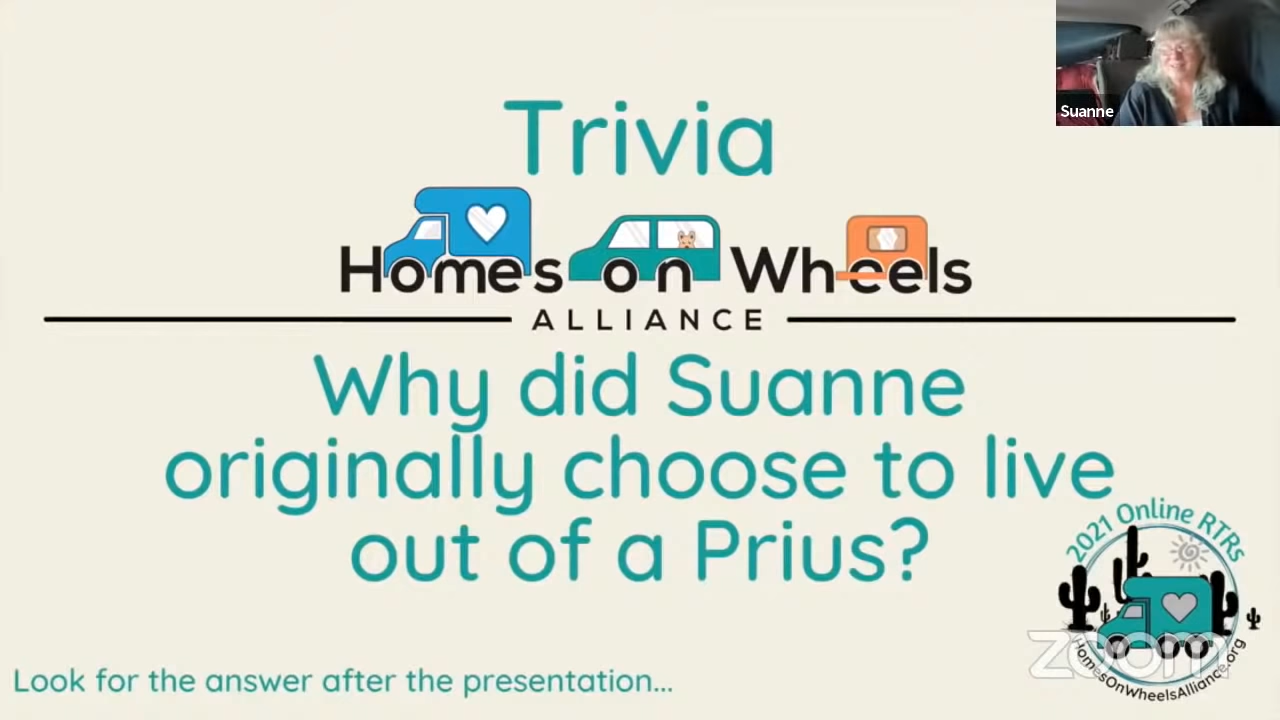 Suanne
Trivia
Homes on Wheels
ALLIANCE
Why did Suanne
originally choose to live
out of a Prius?
2021 Online RTRs
zoom
HomesOnWheelsAlliance.org
Look for the answer after the presentation...